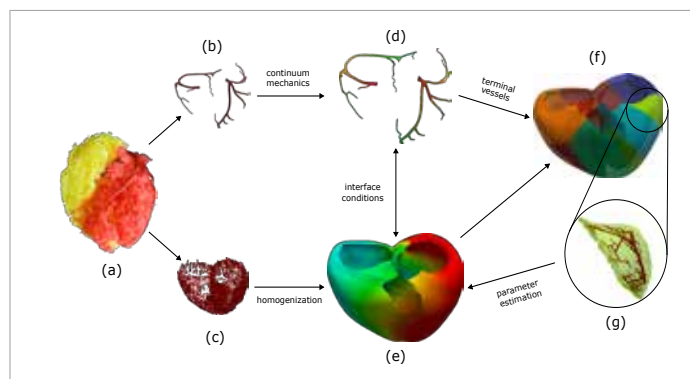 (b)
(d)
(f)
continuum
mechanics
terminal
vessels
interface
conditions
(a)
homogenization
parameter
estimation
(c)
(e)
(g)